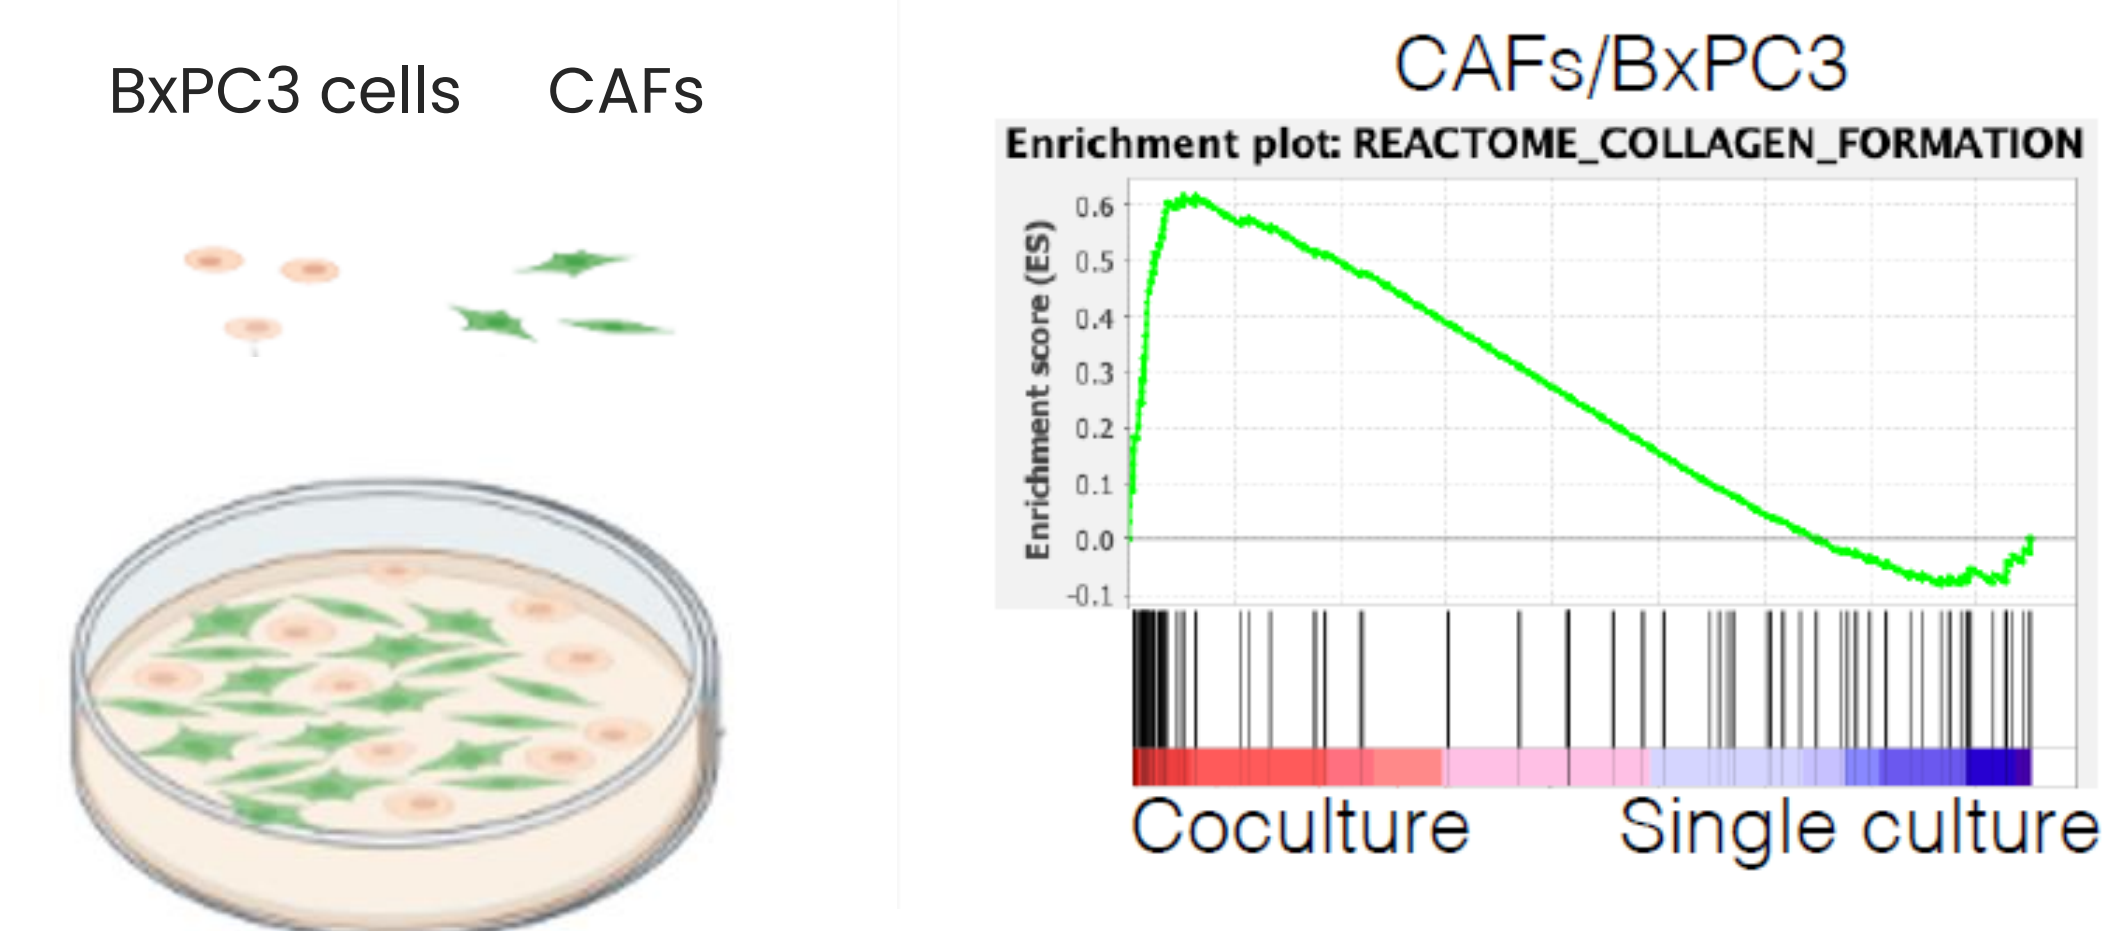 BxPC3 cells CAFs
CAFs/BxPC3
Enrichment plot: REACTOME_COLLAGEN_FORMATION
Enrichment score (ES)
0.6
0.5
0.4
0.3
0.2
0.1
0.0
-0.1
Coculture Single culture